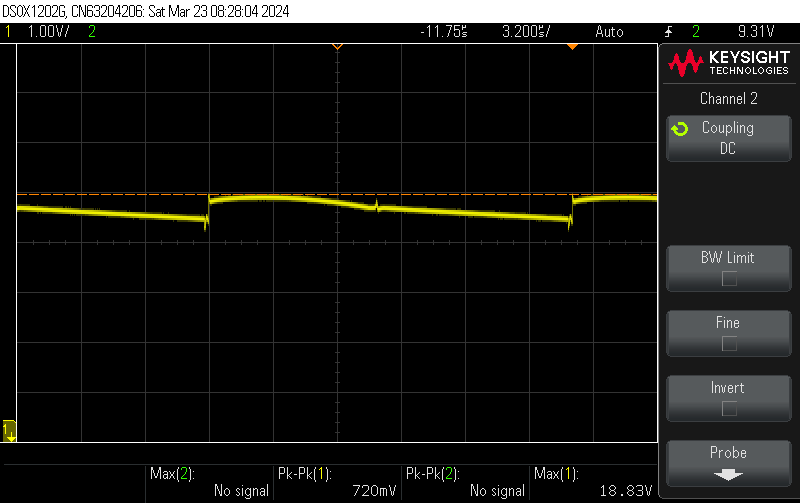 DSOX1202G, CN63204206: Sat Mar 23 08:28:04 2024
1 1.00V/ 2 -11.75µs 3.200µs/ Auto 2 9.31V
KEYSIGHT
TECHNOLOGIES
Channel 2
Coupling
DC
BW Limit
Fine
Invert
Probe
1
Max(2): Pk-Pk(1): Pk-Pk(2): Max(1):
No signal 720mV No signal 18.83V